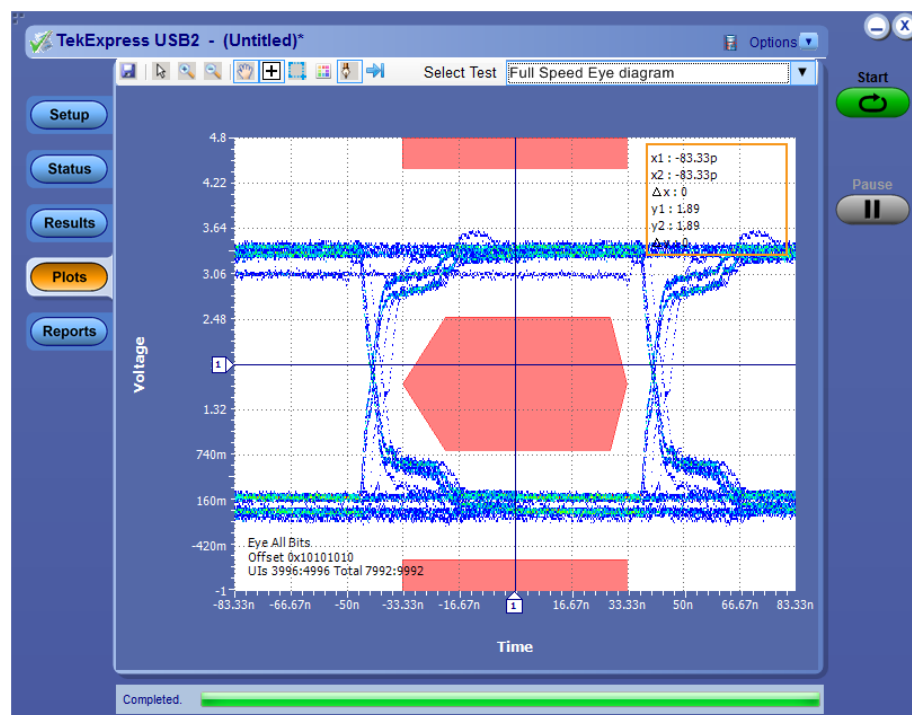 TekExpress USB2 - (Untitled)*
Options
X
Select Test Full Speed Eye diagram
Start
Setup
Status
Pause
Results
Plots
Reports
x1 : -83.33p
x2 : -83.33p
Δx : 0
y1 : 1.89
y2 : 1.89
Δx : 0
Voltage
4.8
4.22
3.64
3.06
2.48
1
1.32
740m
160m
-420m
-1
Eye All Bits
Offset 0x10101010
UIs 3996:4996 Total 7992:9992
-83.33n -66.67n -50n -33.33n -16.67n 1 16.67n 33.33n 50n 66.67n 83.33n
Time
Completed.